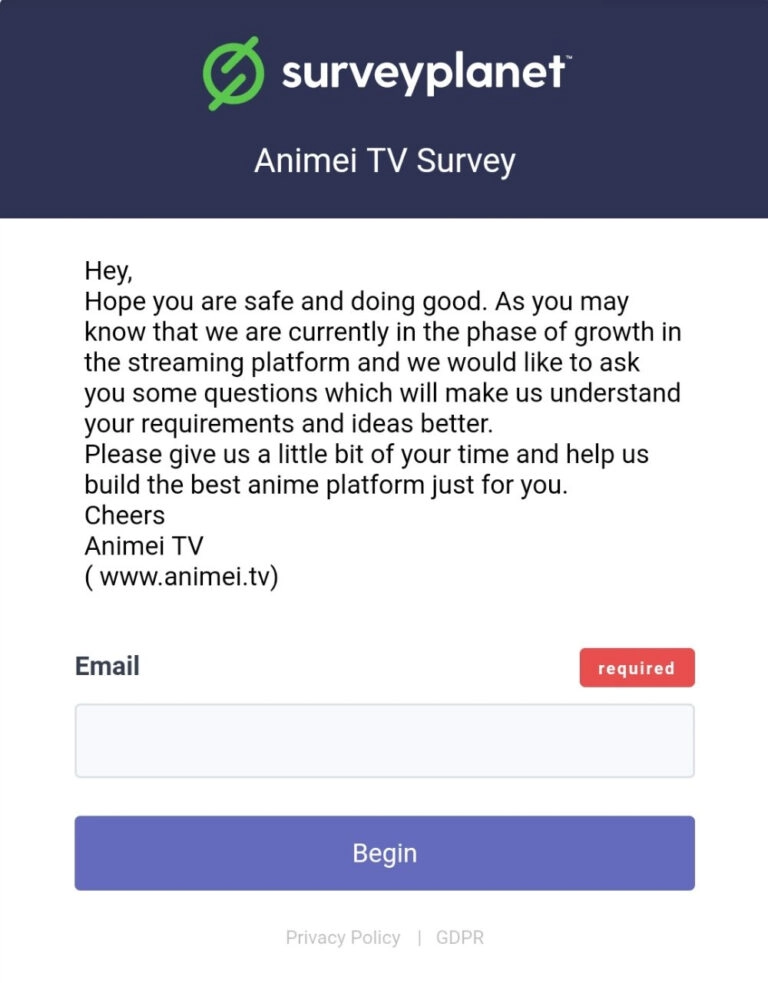 surveyplanet™
Animei TV Survey
Hey,
Hope you are safe and doing good. As you may
know that we are currently in the phase of growth in
the streaming platform and we would like to ask
you some questions which will make us understand
your requirements and ideas better.
Please give us a little bit of your time and help us
build the best anime platform just for you.
Cheers
Animei TV
( www.animei.tv)
Email required
Begin
Privacy Policy | GDPR